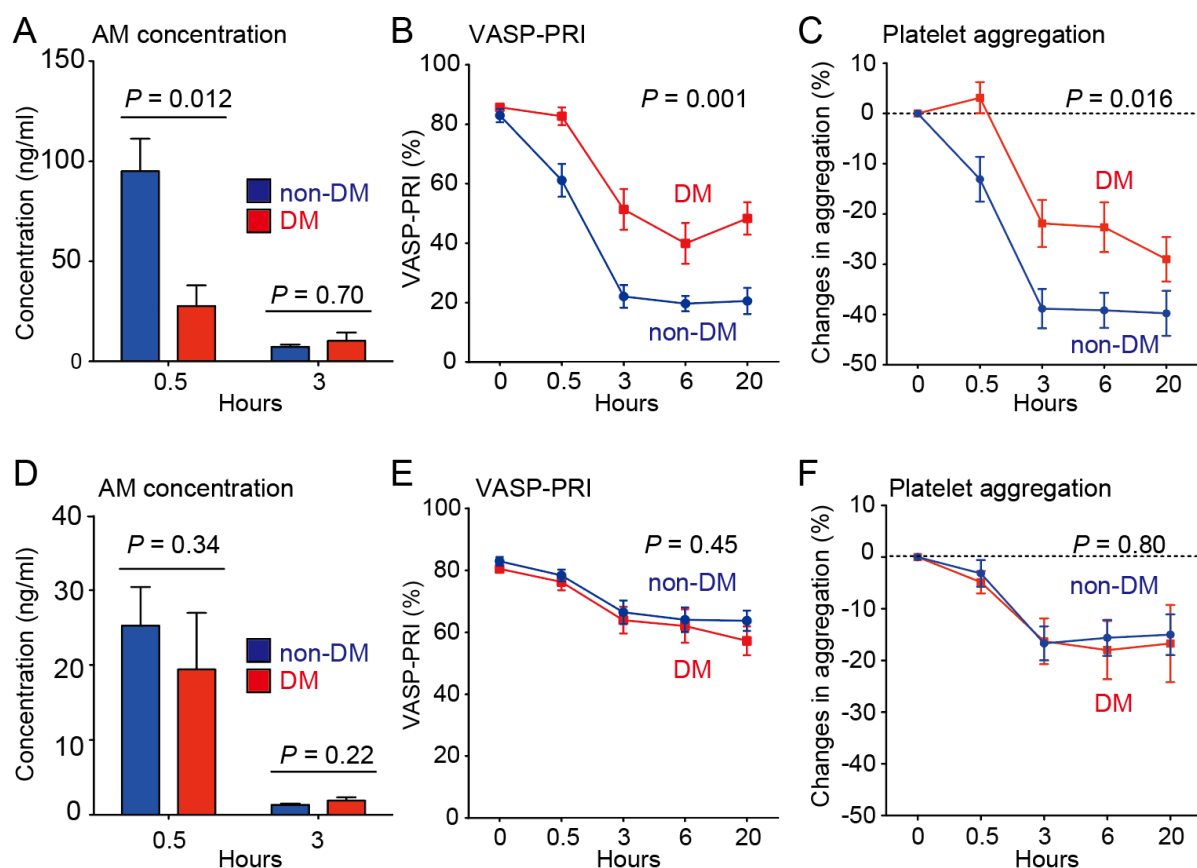 A
AM concentration
Concentration (ng/ml)
150
100
50
0
P = 0.012
non-DM
DM
P = 0.70
0.5
3
Hours
B
VASP-PRI
VASP-PRI (%)
100
80
60
40
20
0
P = 0.001
DM
non-DM
0
0.5
3
6
20
Hours
C
Platelet aggregation
Changes in aggregation (%)
10
0
-10
-20
-30
-40
-50
P = 0.016
DM
non-DM
0
0.5
3
6
20
Hours
D
AM concentration
Concentration (ng/ml)
40
30
20
10
0
P = 0.34
non-DM
DM
P = 0.22
0.5
3
Hours
E
VASP-PRI
VASP-PRI (%)
100
80
60
40
20
0
P = 0.45
non-DM
DM
0
0.5
3
6
20
Hours
F
Platelet aggregation
Changes in aggregation (%)
10
0
-10
-20
-30
-40
-50
P = 0.80
non-DM
DM
0
0.5
3
6
20
Hours